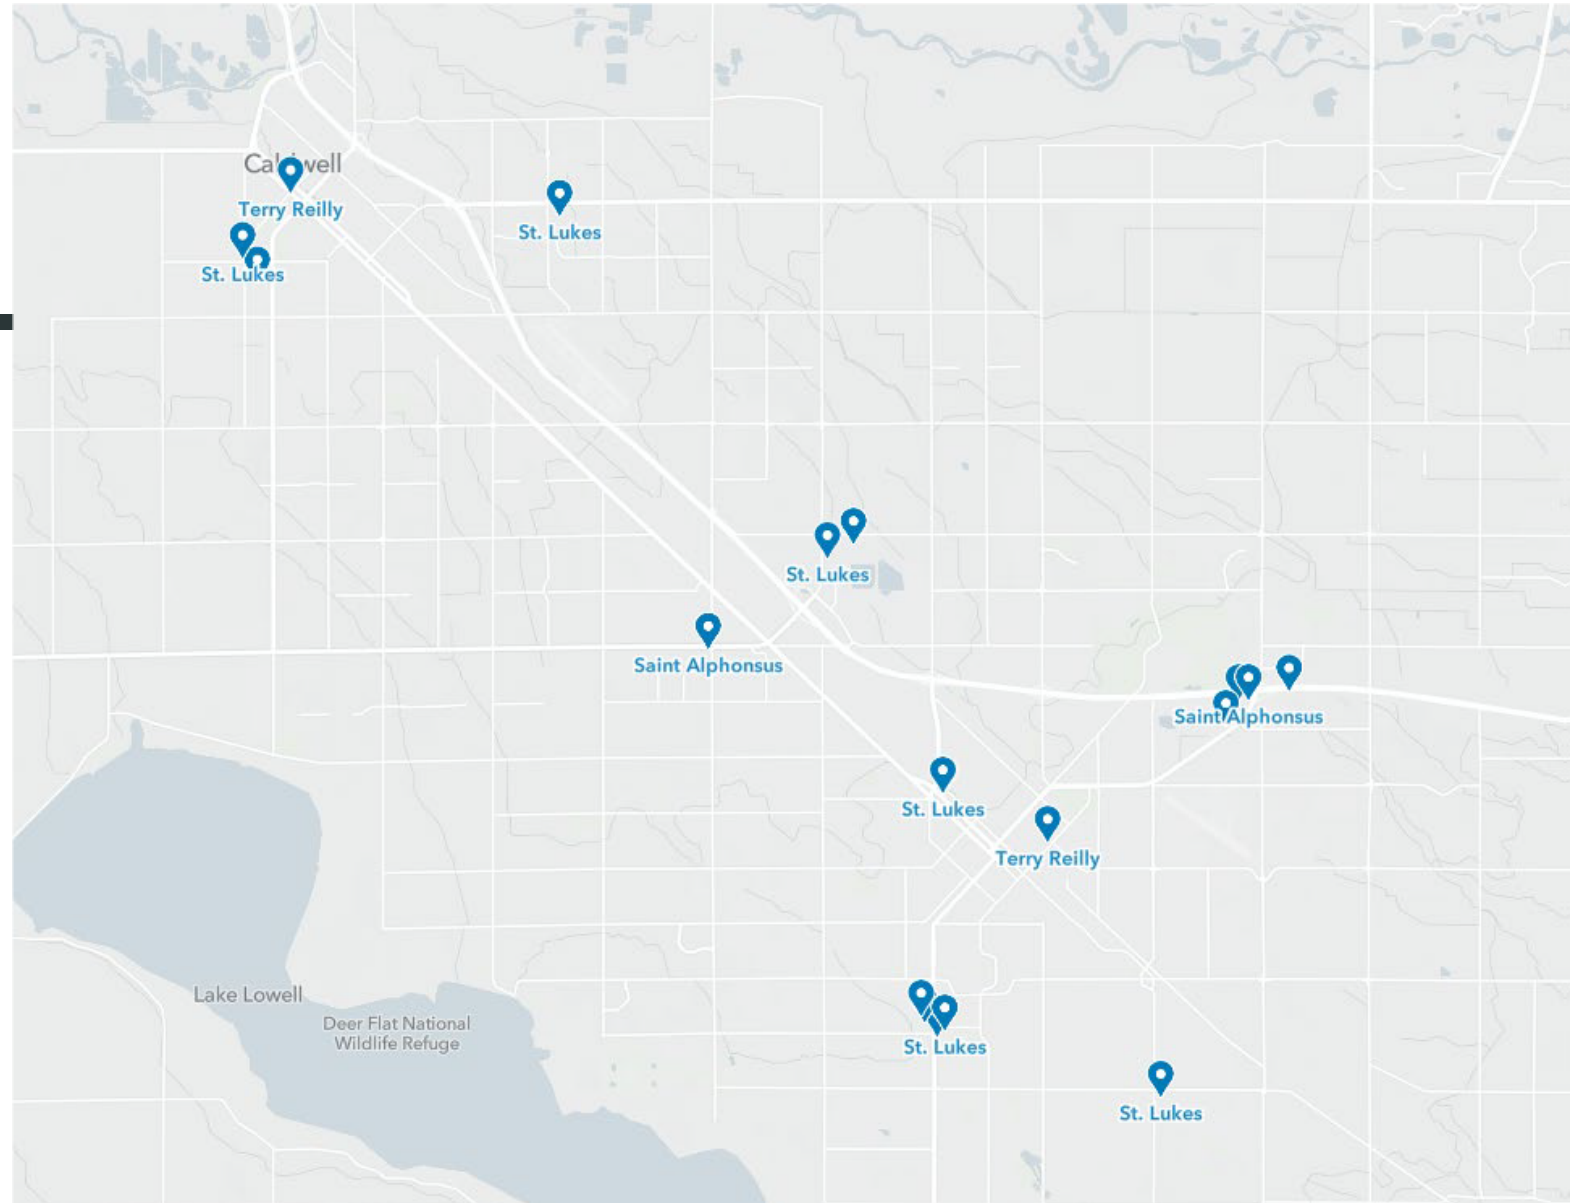 Caldwell
Terry Reilly
St. Lukes
St. Lukes
St. Lukes
Saint Alphonsus
Saint Alphonsus
St. Lukes
Terry Reilly
Lake Lowell
Deer Flat National
Wildlife Refuge
St. Lukes
St. Lukes